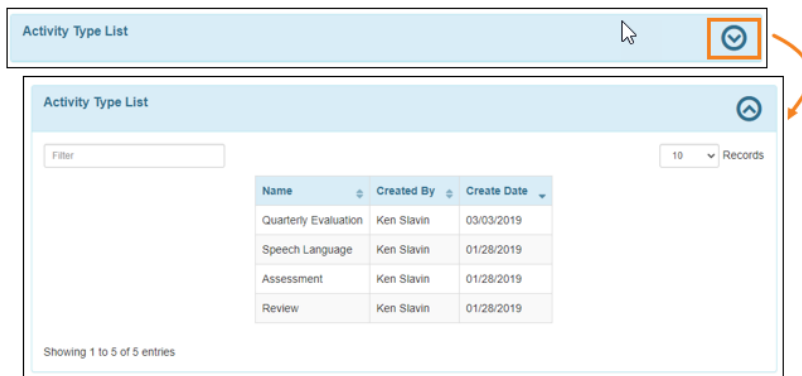 Activity Type List
Activity Type List
Filter
10 Records
Name Created By Create Date
Quarterly Evaluation Ken Slavin 03/03/2019
Speech Language Ken Slavin 01/28/2019
Assessment Ken Slavin 01/28/2019
Review Ken Slavin 01/28/2019
Showing 1 to 5 of 5 entries